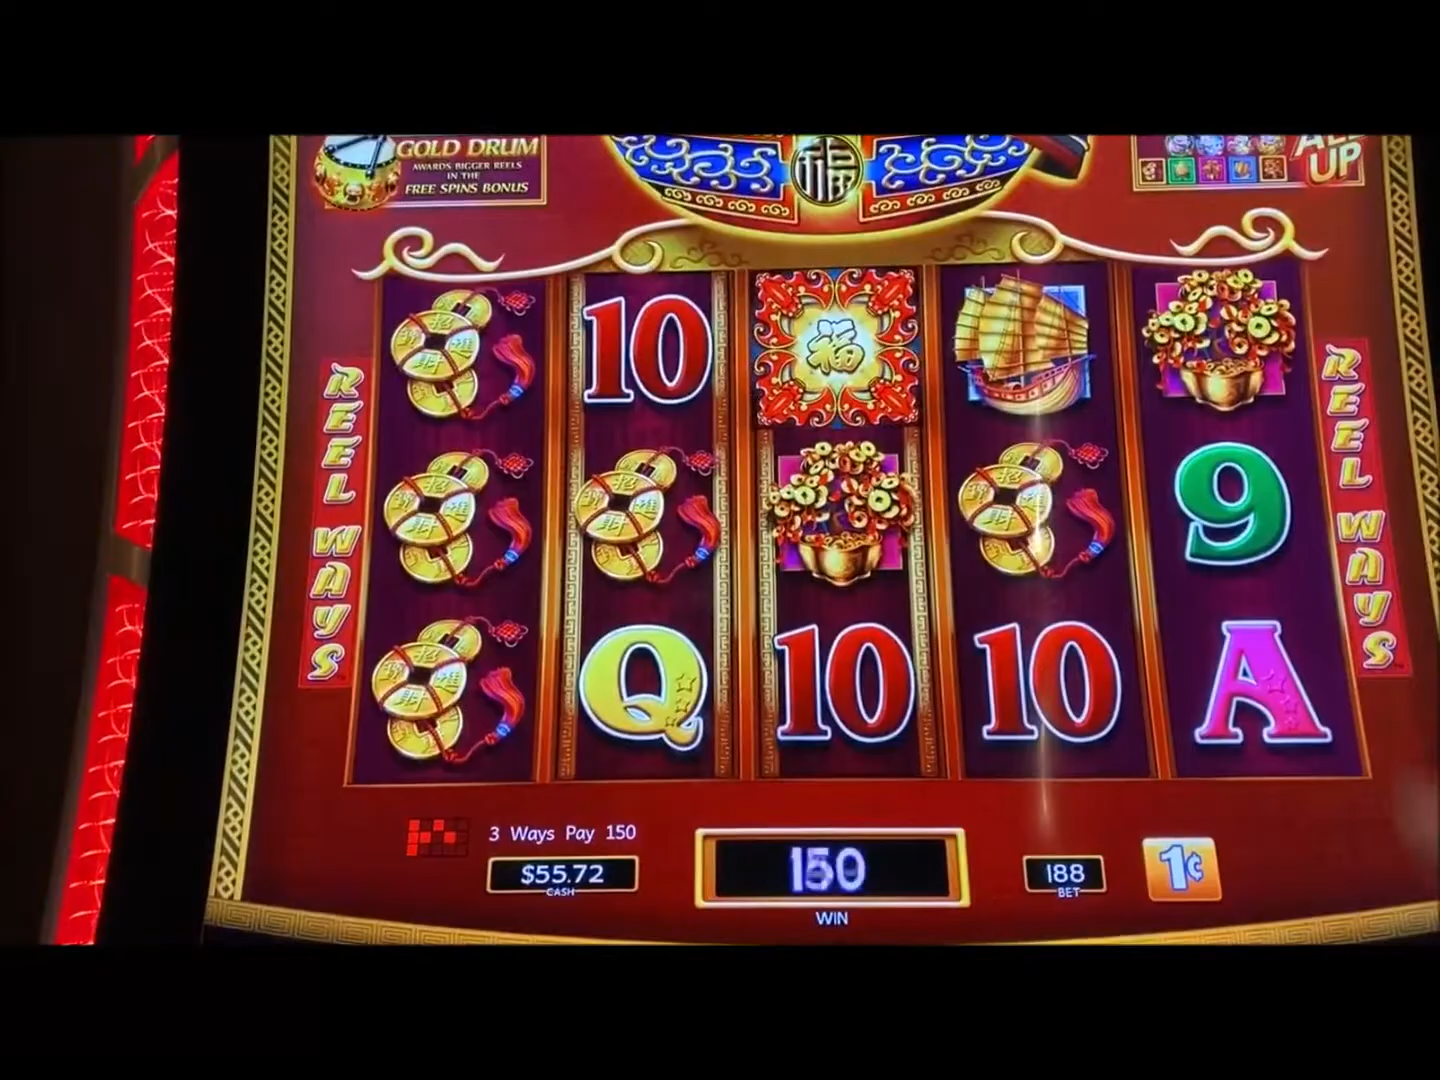 GOLD DRUM
AWARDS BIGGER REELS
IN THE
FREE SPINS BONUS
ALL
UP
福
10
REEL WAYS
REEL WAYS
9
Q
10
10
A
3 Ways Pay 150
$55.72
CASH
150
WIN
188
BET
1¢